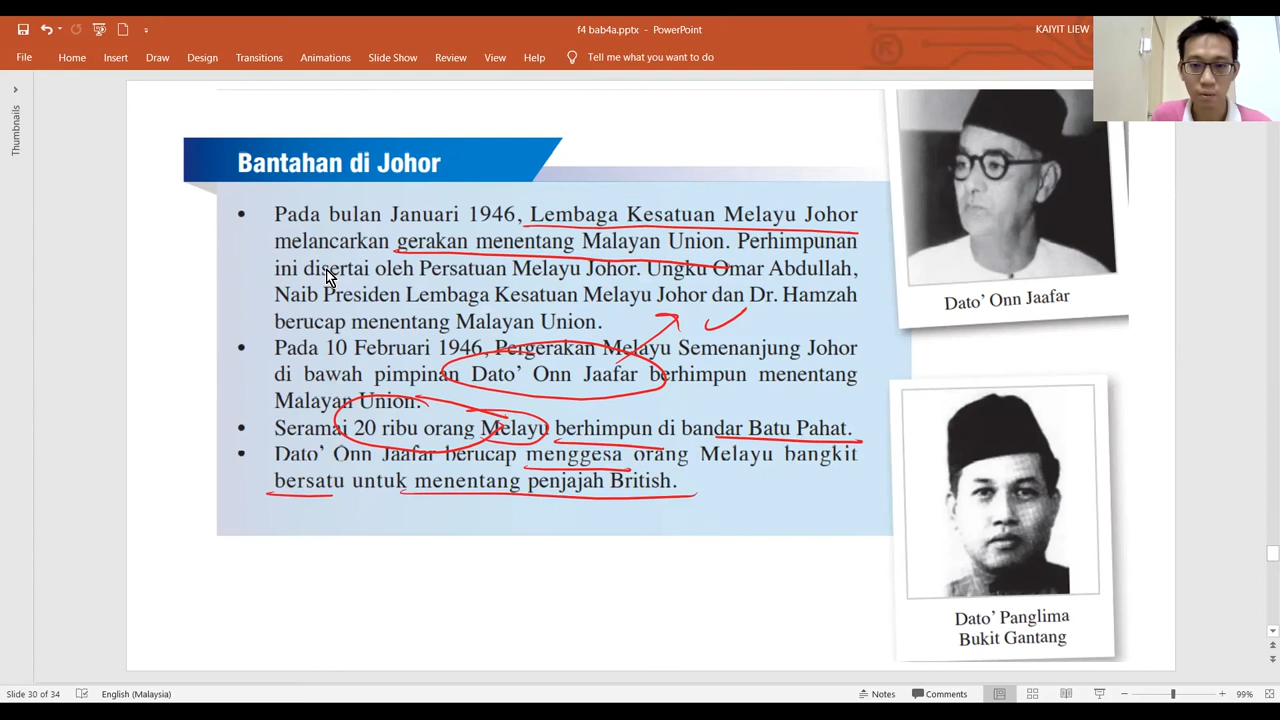 f4 bab4a.pptx - PowerPoint
KAIYIT LIEW
File Home Insert Draw Design Transitions Animations Slide Show Review View Help Tell me what you want to do
Thumbnails
Bantahan di Johor
• Pada bulan Januari 1946, Lembaga Kesatuan Melayu Johor
melancarkan gerakan menentang Malayan Union. Perhimpunan
ini disertai oleh Persatuan Melayu Johor. Ungku Omar Abdullah,
Naib Presiden Lembaga Kesatuan Melayu Johor dan Dr. Hamzah
berucap menentang Malayan Union.
• Pada 10 Februari 1946, Pergerakan Melayu Semenanjung Johor
di bawah pimpinan Dato' Onn Jaafar berhimpun menentang
Malayan Union.
• Seramai 20 ribu orang Melayu berhimpun di bandar Batu Pahat.
• Dato' Onn Jaafar berucap menggesa orang Melayu bangkit
bersatu untuk menentang penjajah British.
Dato' Onn Jaafar
Dato' Panglima
Bukit Gantang
Slide 30 of 34 English (Malaysia) Notes Comments 99%